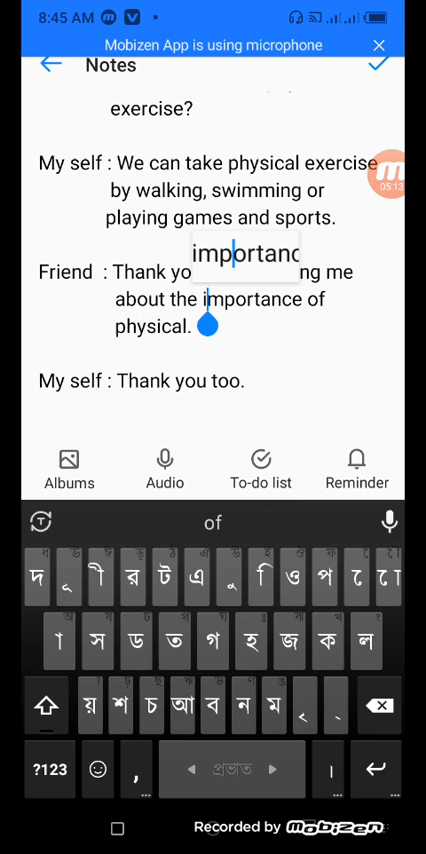 8:45 AM
Mobizen App is using microphone
Notes
exercise?
My self : We can take physical exercise
by walking, swimming or
playing games and sports.
importanc
Friend : Thank yo ng me
about the importance of
physical.
My self : Thank you too.
05:13
Albums Audio To-do list Reminder
of
দ ূ ী র ট এ ু ি ও প ে ো
া স ড ত গ হ জ ক ল
য় শ চ আ ব ন ম ্
?123 , প্রভাত ।
Recorded by mobizen